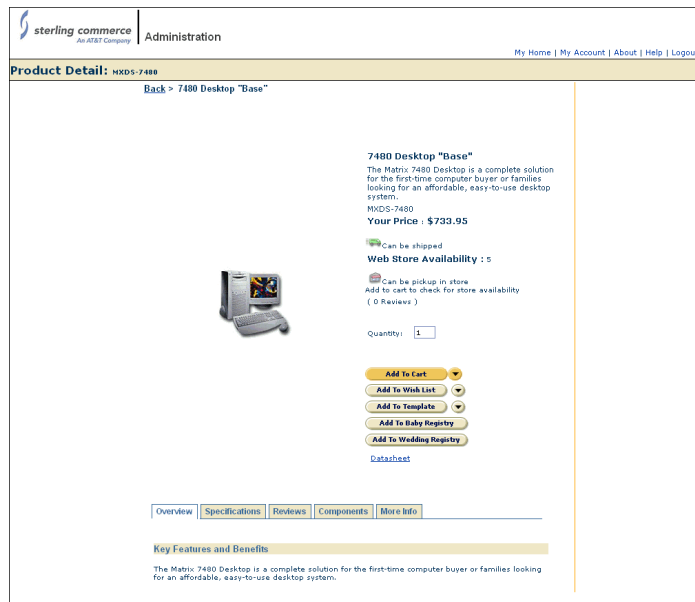 sterling commerce
An AT&T Company
Administration
My Home | My Account | About | Help | Logou
Product Detail: MXDS-7480
Back > 7480 Desktop "Base"
7480 Desktop "Base"
The Matrix 7480 Desktop is a complete solution
for the first-time computer buyer or families
looking for an affordable, easy-to-use desktop
system.
MXDS-7480
Your Price : $733.95
Can be shipped
Web Store Availability : 5
Can be pickup in store
Add to cart to check for store availability
( 0 Reviews )
Quantity: 1
Add To Cart
Add To Wish List
Add To Template
Add To Baby Registry
Add To Wedding Registry
Datasheet
Overview Specifications Reviews Components More Info
Key Features and Benefits
The Matrix 7480 Desktop is a complete solution for the first-time computer buyer or families looking
for an affordable, easy-to-use desktop system.